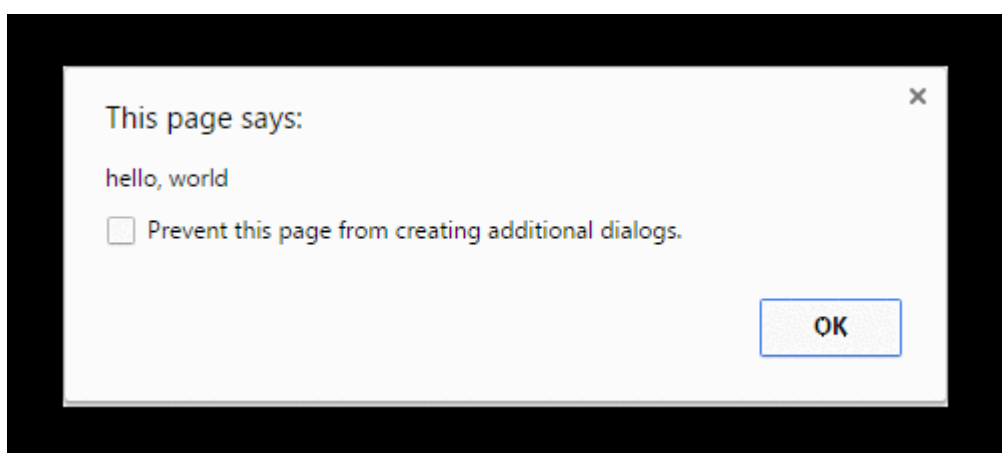 This page says:
hello, world
Prevent this page from creating additional dialogs.
OK